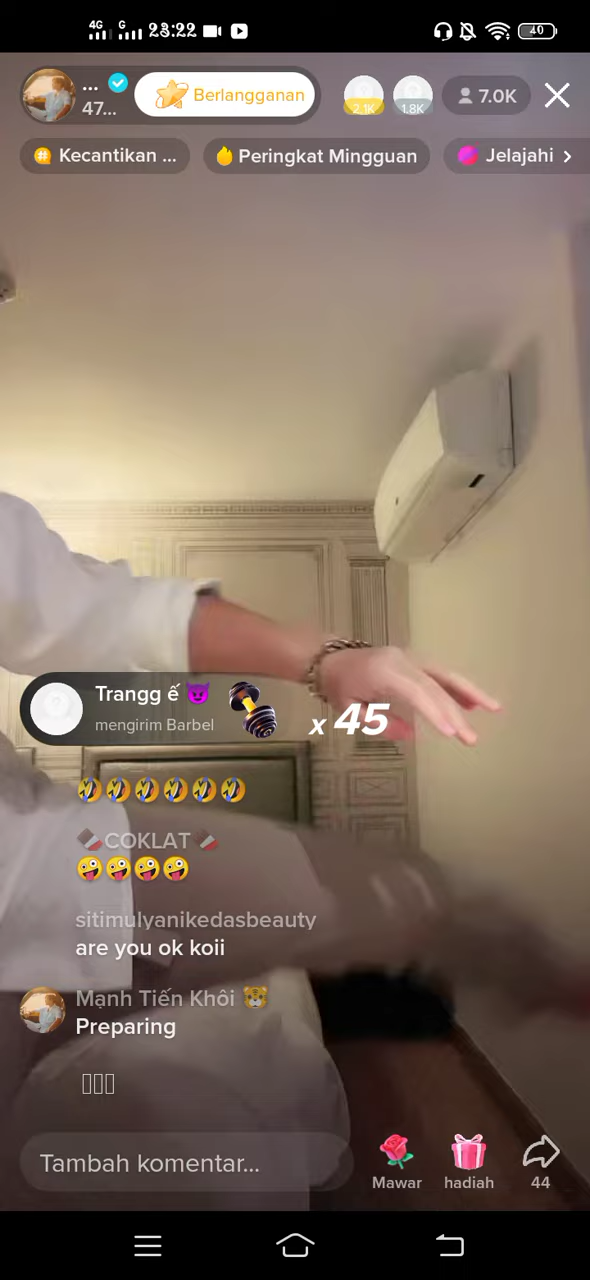 4G G 23:22 40
...
47...
Berlangganan
2.1K 1.8K 7.0K
Kecantikan ... Peringkat Mingguan Jelajahi
Trangg ế
mengirim Barbel
x 45
COKLAT
sitimulyanikedasbeauty
are you ok koii
Mạnh Tiến Khôi
Preparing
Tambah komentar...
Mawar hadiah 44